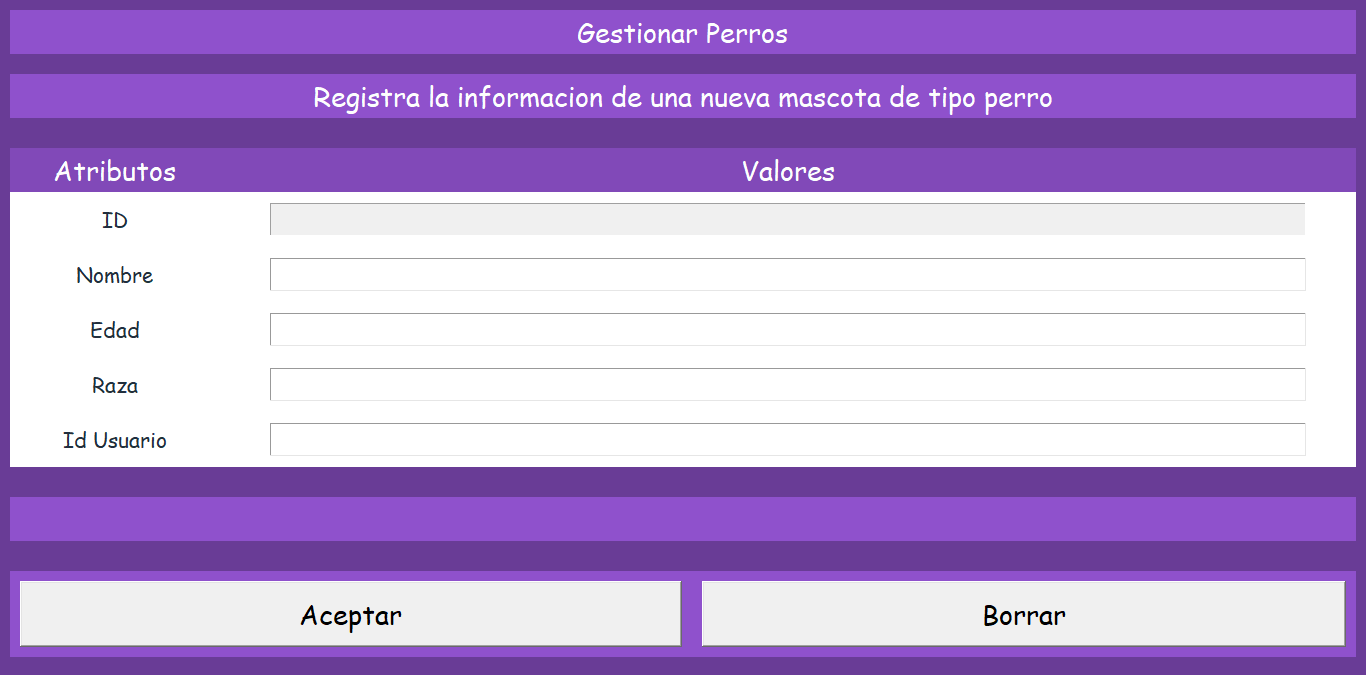 Gestionar Perros
Registra la informacion de una nueva mascota de tipo perro
Atributos Valores
ID
Nombre
Edad
Raza
Id Usuario
Aceptar Borrar